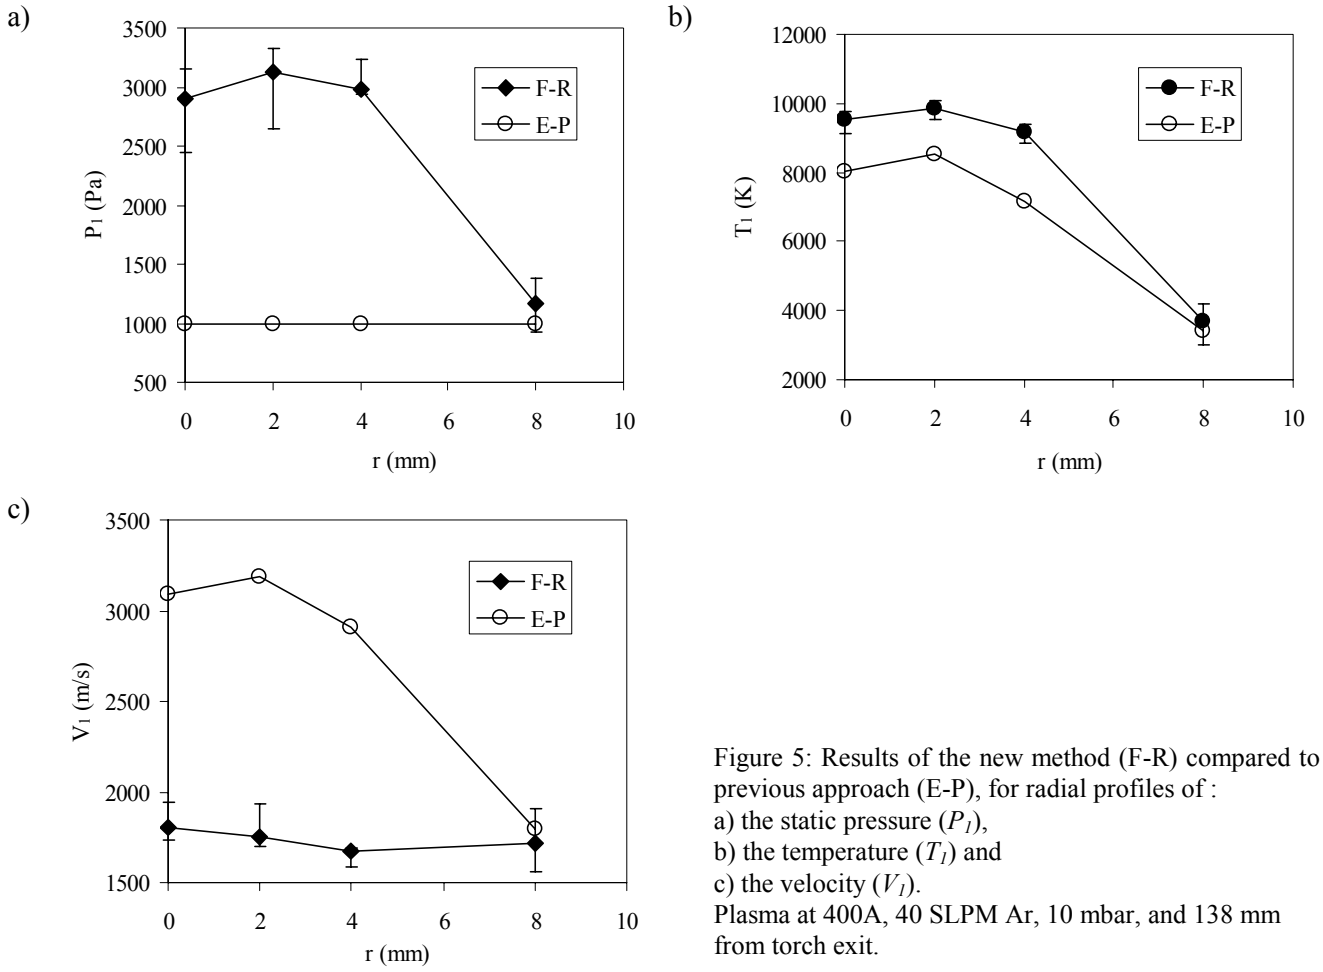 a)
3500
3000
2500
2000
1500
1000
500
P1 (Pa)
F-R
E-P
0 2 4 6 8 10
r (mm)
b)
12000
10000
8000
6000
4000
2000
T1 (K)
F-R
E-P
0 2 4 6 8 10
r (mm)
c)
3500
3000
2500
2000
1500
V1 (m/s)
F-R
E-P
0 2 4 6 8 10
r (mm)
Figure 5: Results of the new method (F-R) compared to
previous approach (E-P), for radial profiles of :
a) the static pressure (P1),
b) the temperature (T1) and
c) the velocity (V1).
Plasma at 400A, 40 SLPM Ar, 10 mbar, and 138 mm
from torch exit.